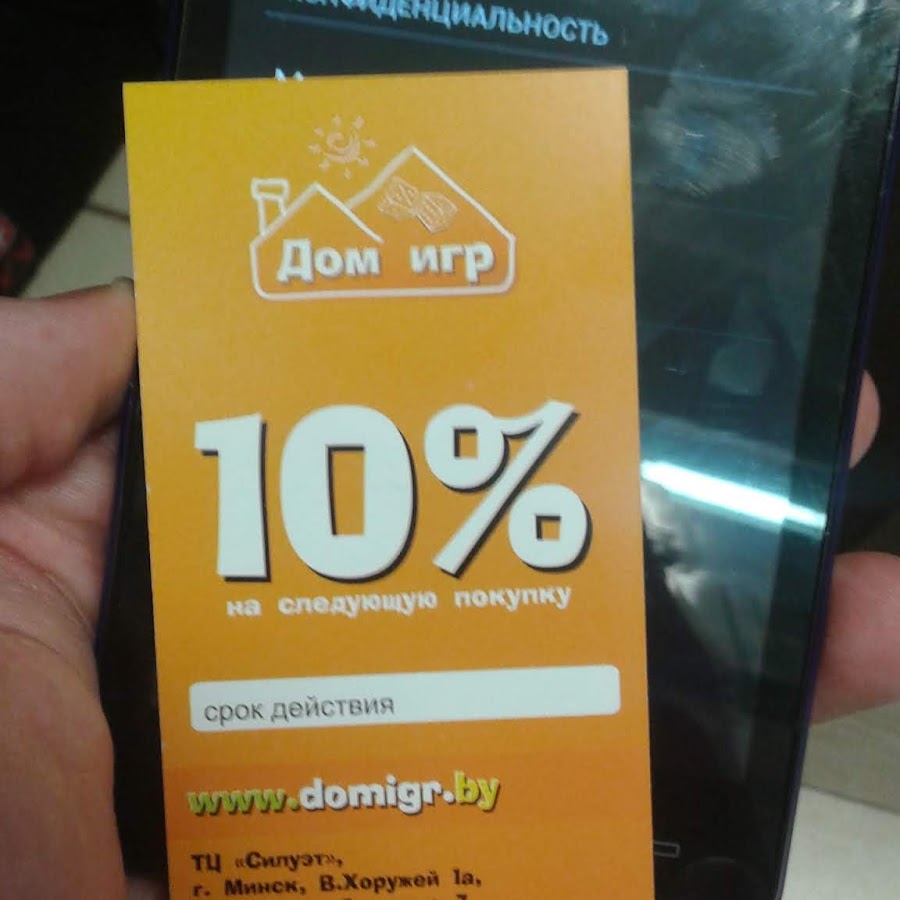 КОНФИДЕНЦИАЛЬНОСТЬ
Дом игр
10%
на следующую покупку
срок действия
www.domigr.by
ТЦ «Силуэт»,
г. Минск, В.Хоружей 1а,